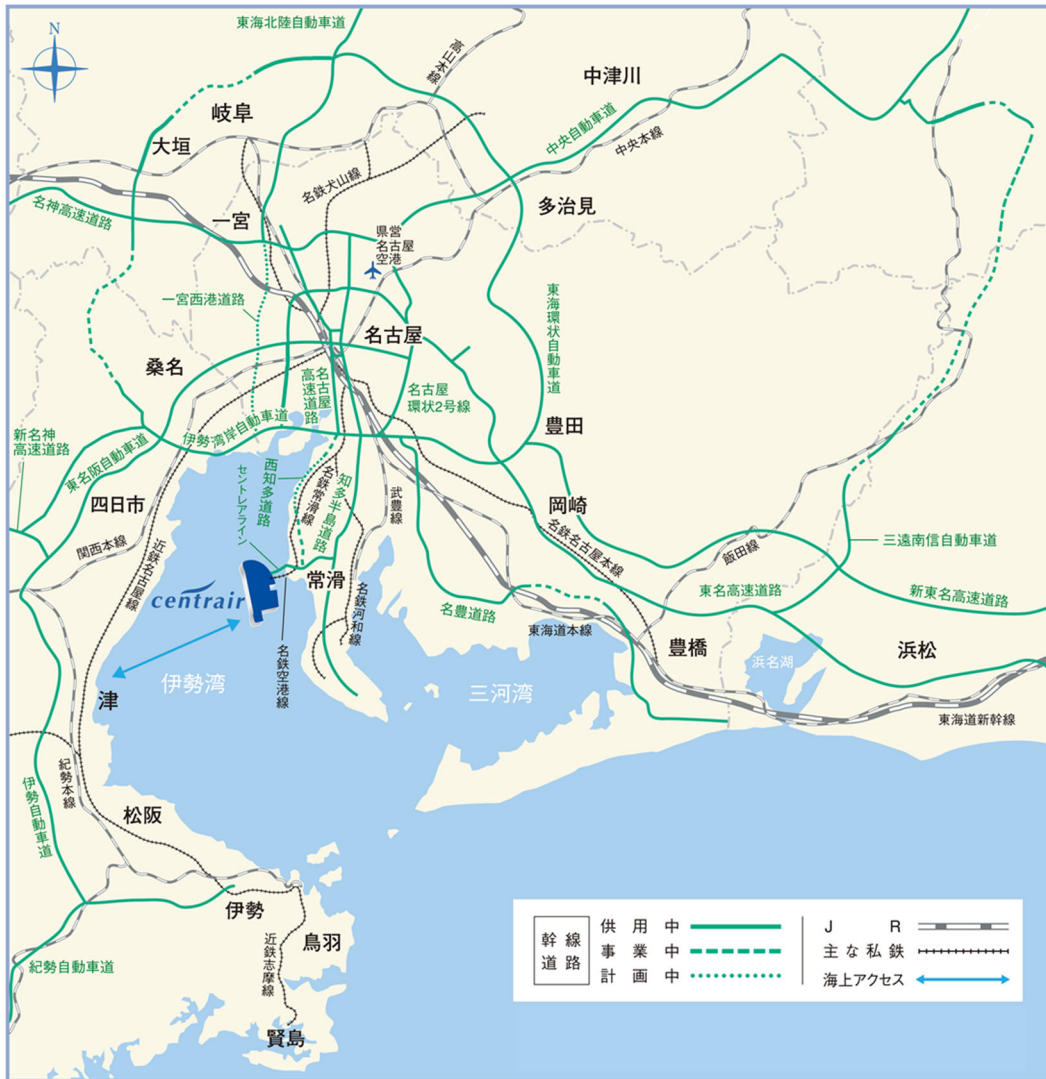 東海北陸自動車道
N
高山本線
中津川
岐阜
大垣
中央自動車道
中央本線
名鉄犬山線
名神高速道路
一宮
多治見
県営
名古屋
空港
一宮西港道路
東海環状自動車道
名古屋
桑名
名古屋
高速道路
名古屋
環状2号線
豊田
新名神
高速道路
東名阪自動車道
伊勢湾岸自動車道
西知多道路
セントレアライン
名鉄常滑線
知多半島道路
武豊線
四日市
岡崎
名鉄名古屋本線
関西本線
近鉄名古屋線
飯田線
三遠南信自動車道
centrair
常滑
名鉄河和線
名豊道路
東名高速道路
新東名高速道路
東海道本線
豊橋
浜名湖
浜松
名鉄空港線
津
伊勢湾
三河湾
東海道新幹線
紀勢本線
伊勢自動車道
松阪
伊勢
鳥羽
近鉄志摩線
紀勢自動車道
賢島
幹線
道路
供用中
事業中
計画中
JR
主な私鉄
海上アクセス